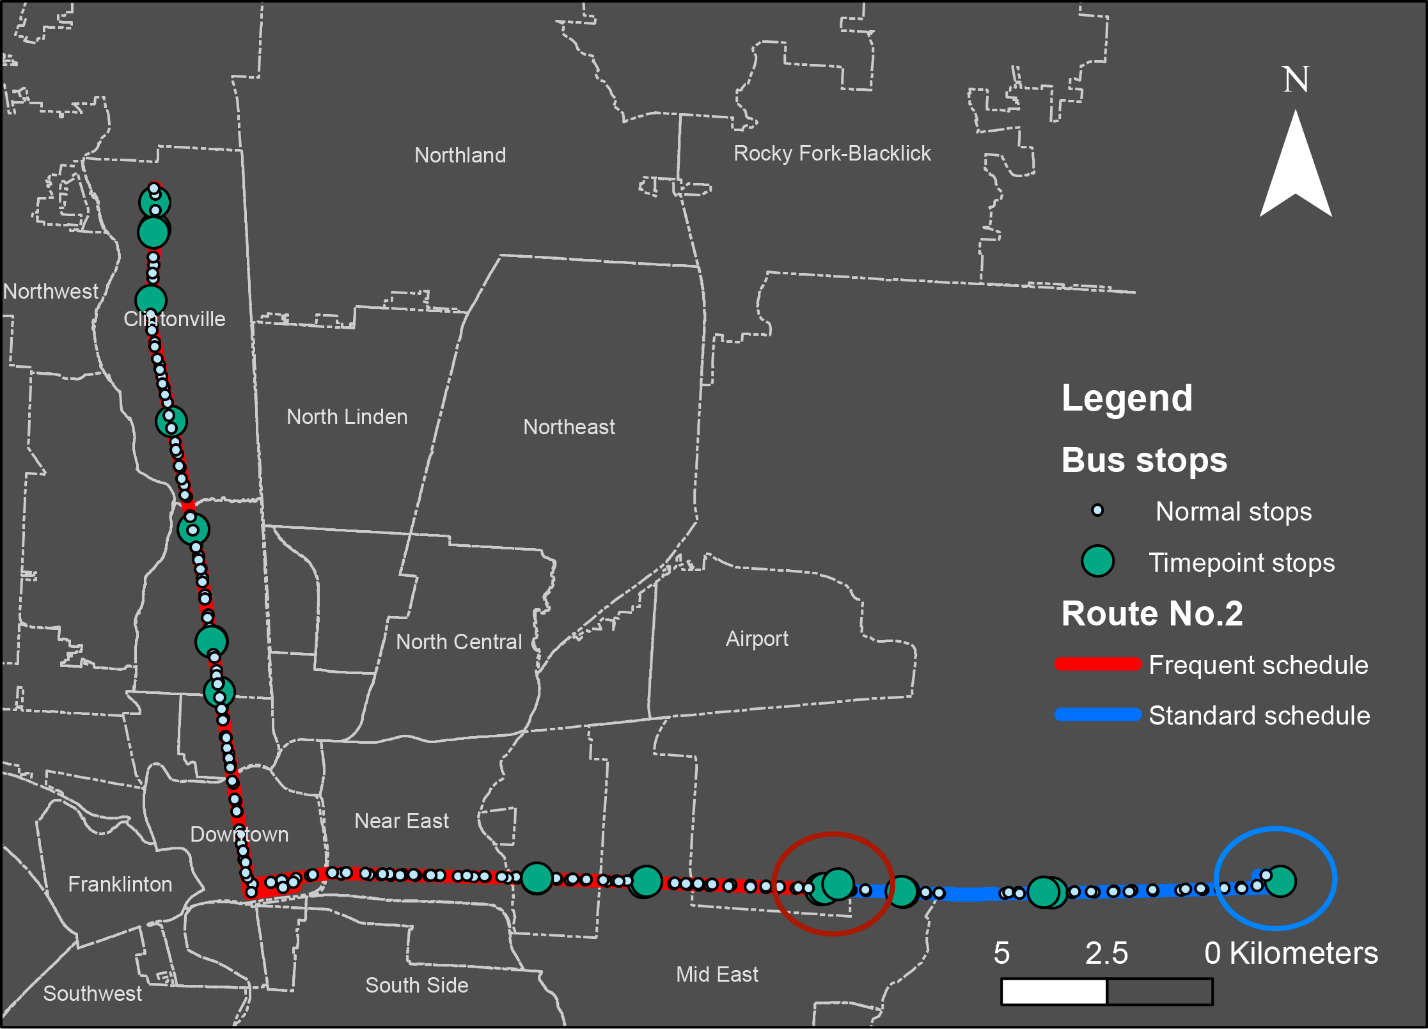 N
Northland
Rocky Fork-Blacklick
Northwest
Clintonville
North Linden
Northeast
Legend
Bus stops
Normal stops
Timepoint stops
Route No.2
Frequent schedule
Standard schedule
North Central
Airport
Downtown
Near East
Franklinton
Southwest
South Side
Mid East
5 2.5 0 Kilometers